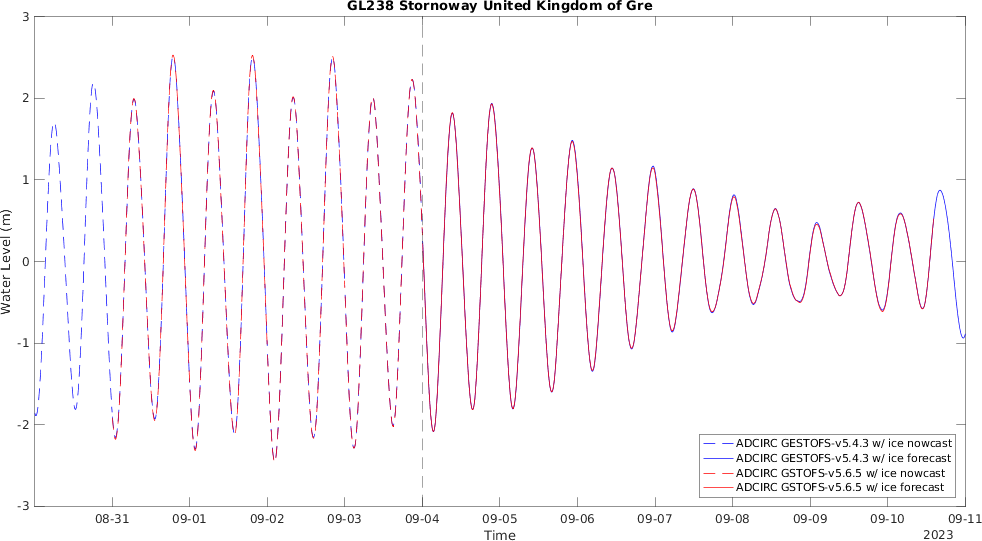 GL238 Stornoway United Kingdom of Gre
3
2
1
0
-1
-2
-3
Water Level (m)
ADCIRC GESTOFS-v5.4.3 w/ ice nowcast
ADCIRC GESTOFS-v5.4.3 w/ ice forecast
ADCIRC GSTOFS-v5.6.5 w/ ice nowcast
ADCIRC GSTOFS-v5.6.5 w/ ice forecast
08-31 09-01 09-02 09-03 09-04 09-05 09-06 09-07 09-08 09-09 09-10 09-11
Time
2023